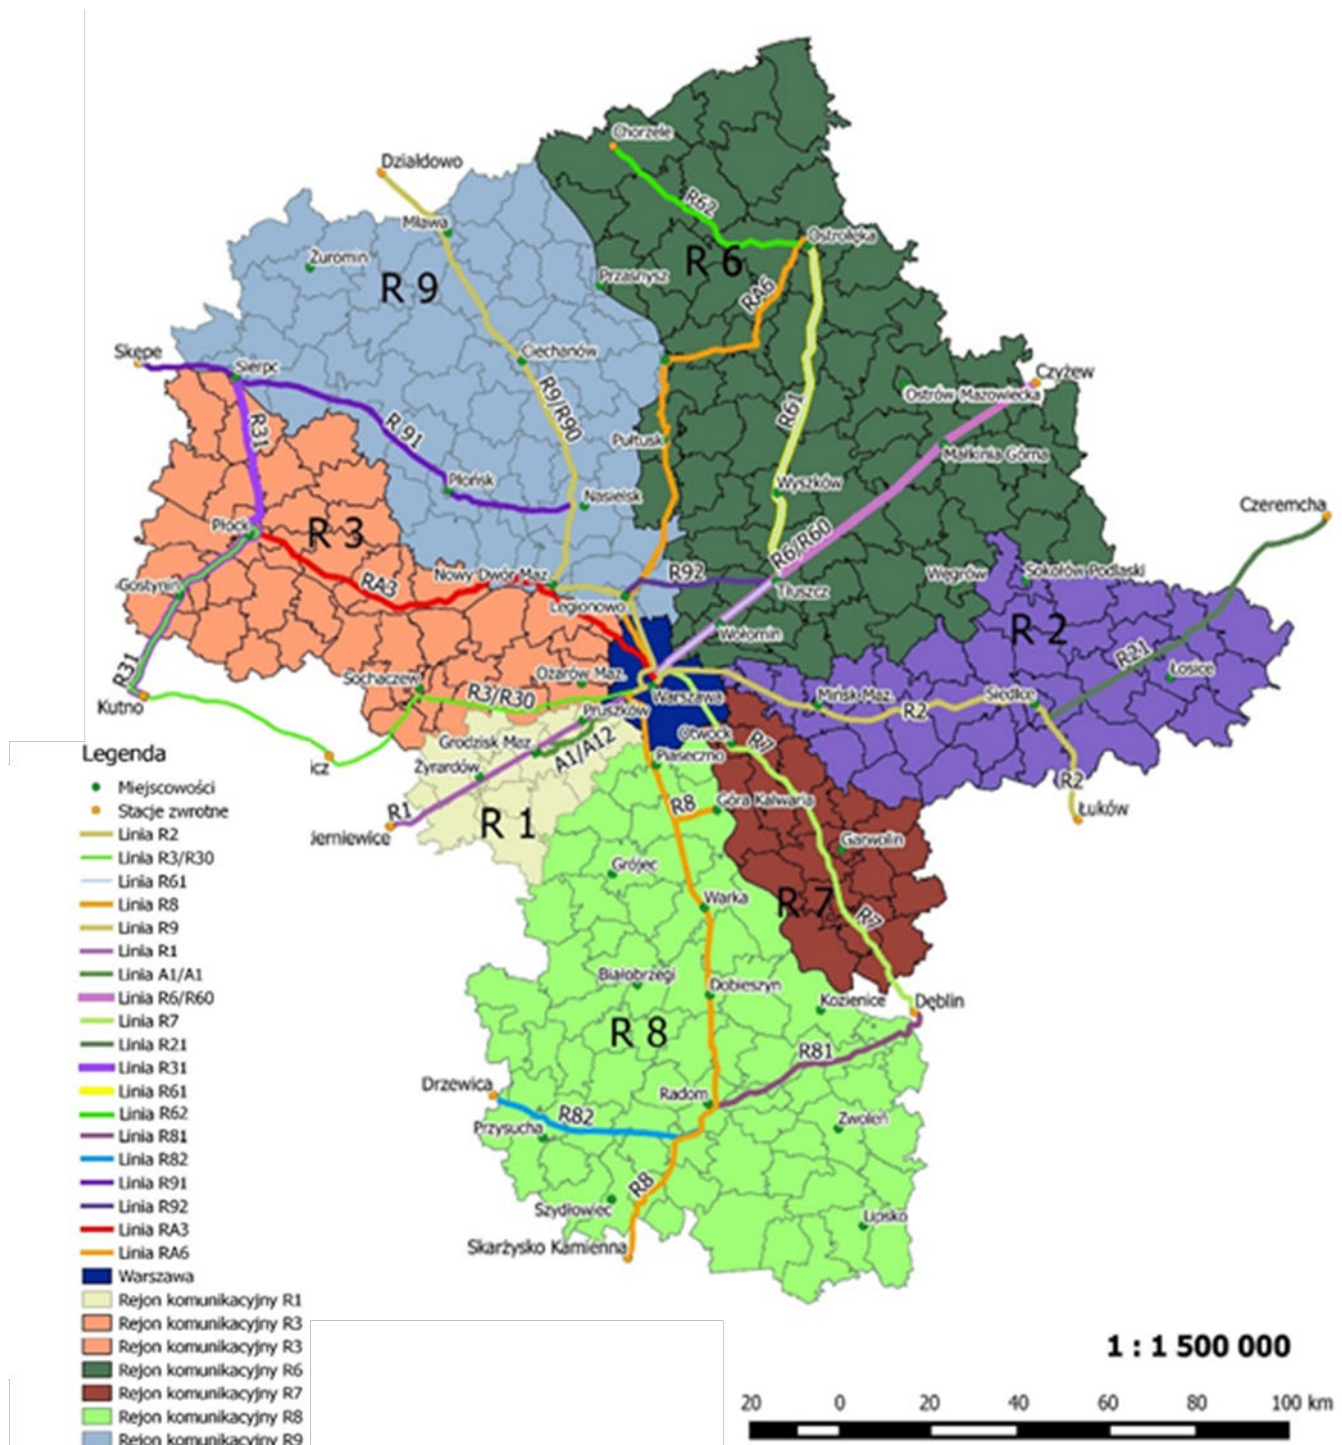 Chorzele
Działdowo
R62
Mława
Ostrołęka
Żuromin
R 6
Przasnysz
R 9
RA6
Skępe
Sierpc
Ciechanów
Czyżew
Ostrów Mazowiecka
R9/R90
R61
R31
R 91
Pułtusk
Małkinia Górna
Płońsk
Wyszków
Nasielsk
Czeremcha
Płock
R 3
R6/R60
Nowy Dwór Maz.
R92
Węgrów
Sokołów Podlaski
Gostynin
RA3
Tłuszcz
Legionowo
Wołomin
R 2
R21
R31
Sochaczew
Ożarów Maz.
Łosice
R3/R30
Warszawa
Mińsk Maz.
Siedlce
Kutno
Pruszków
R2
Otwock
R7
Grodzisk Maz
A1/A12
Piaseczno
icz
Żyrardów
R2
R1
R8
Góra Kalwaria
Łuków
Jerniewice
R 1
Garwolin
Grójec
Warka
R 7
R7
Białobrzegi
Dobieszyn
Kozienice
Dęblin
R 8
R81
Drzewica
Radom
R82
Przysucha
Zwoleń
R8
Szydłowiec
Lipsko
Skarżysko Kamienna
Legenda
Miejscowości
Stacje zwrotne
Linia R2
Linia R3/R30
Linia R61
Linia R8
Linia R9
Linia R1
Linia A1/A1
Linia R6/R60
Linia R7
Linia R21
Linia R31
Linia R61
Linia R62
Linia R81
Linia R82
Linia R91
Linia R92
Linia RA3
Linia RA6
Warszawa
Rejon komunikacyjny R1
Rejon komunikacyjny R3
Rejon komunikacyjny R3
Rejon komunikacyjny R6
Rejon komunikacyjny R7
Rejon komunikacyjny R8
Rejon komunikacyjny R9
1 : 1 500 000
20 0 20 40 60 80 100 km